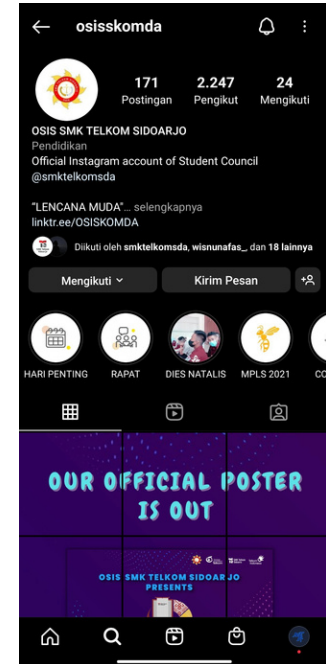 osisskomda
171 2.247 24
Postingan Pengikut Mengikuti
OSIS SMK TELKOM SIDOARJO
Pendidikan
Official Instagram account of Student Council
@smktelkomsda
"LENCANA MUDA"... selengkapnya
linktr.ee/OSISKOMDA
Diikuti oleh smktelkomsda, wisnunafas_, dan 18 lainnya
Mengikuti Kirim Pesan
HARI PENTING RAPAT DIES NATALIS MPLS 2021 CO
OUR OFFICIAL POSTER
IS OUT
OSIS SMK TELKOM SIDOARJO
PRESENTS